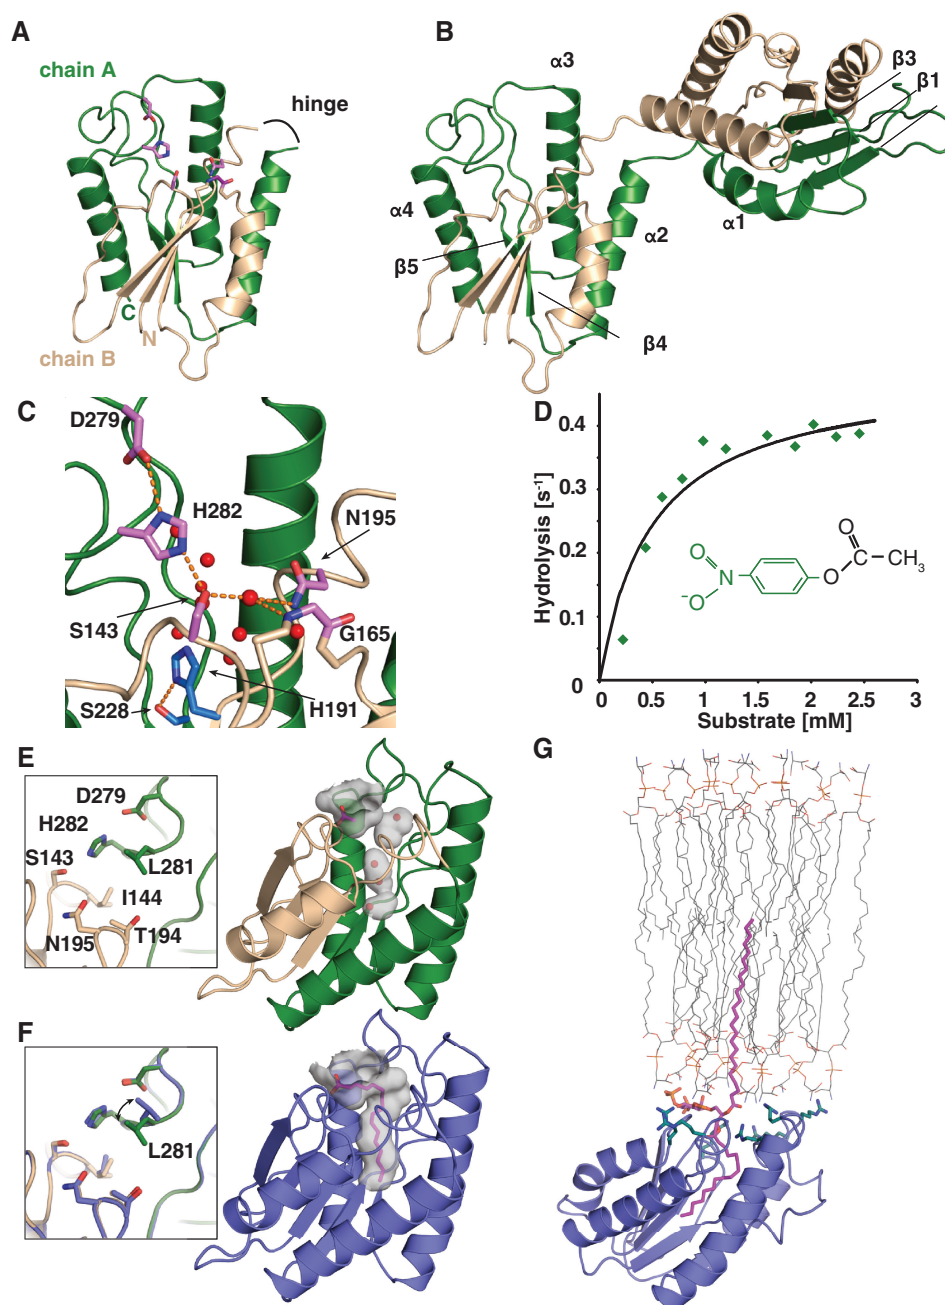 A
chain A
hinge
C
N
chain B
B
α3
β3
β1
α4
α2
α1
β5
β4
C
D279
H282
N195
S143
G165
S228
H191
D
Hydrolysis [s⁻¹]
0.4
0.3
0.2
0.1
0
0
0.5
1
1.5
2
2.5
3
Substrate [mM]
O
N
O
-
O
O
CH₃
E
D279
H282
S143
L281
I144
N195
T194
F
L281
G